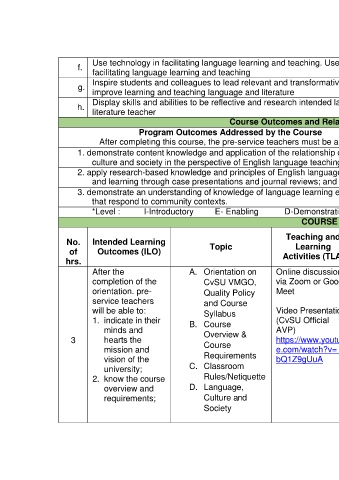 f. Use technology in facilitating language learning and teaching. Use
facilitating language learning and teaching
g. Inspire students and colleagues to lead relevant and transformativ
improve learning and teaching language and literature
h. Display skills and abilities to be reflective and research intended la
literature teacher
Course Outcomes and Rela
Program Outcomes Addressed by the Course
After completing this course, the pre-service teachers must be a
1. demonstrate content knowledge and application of the relationship o
culture and society in the perspective of English language teaching
2. apply research-based knowledge and principles of English languag
and learning through case presentations and journal reviews; and
3. demonstrate an understanding of knowledge of language learning e
that respond to community contexts.
*Level : I-Introductory E- Enabling D-Demonstrati
COURSE
No.
of
hrs.
Intended Learning
Outcomes (ILO)
Topic
Teaching and
Learning
Activities (TLA
3
After the
completion of the
orientation. pre-
service teachers
will be able to:
1. indicate in their
minds and
hearts the
mission and
vision of the
university;
2, know the course
overview and
requirements;
A. Orientation on
CvSU VMGO,
Quality Policy
and Course
Syllabus
B. Course
Overview &
Course
Requirements
C. Classroom
Rules/Netiquette
D. Language,
Culture and
Society
Online discussion
via Zoom or Goo
Meet
Video Presentatio
(CvSU Official
AVP)
https://www.youtu
e.com/watch?v=
bQ1Z9gUuA